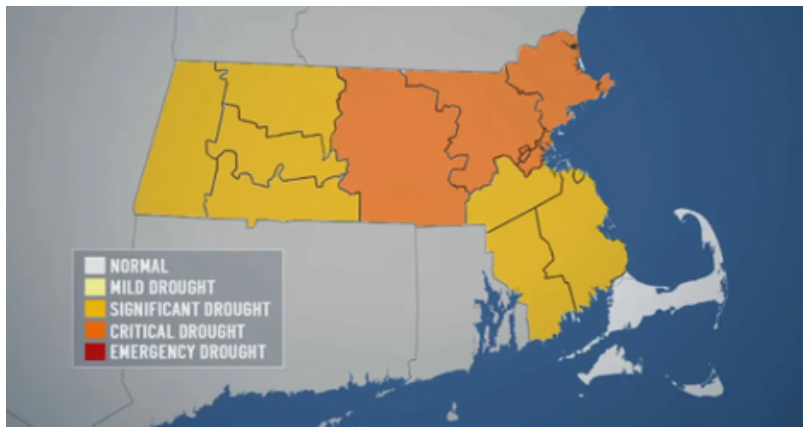 NORMAL
MILD DROUGHT
SIGNIFICANT DROUGHT
CRITICAL DROUGHT
EMERGENCY DROUGHT